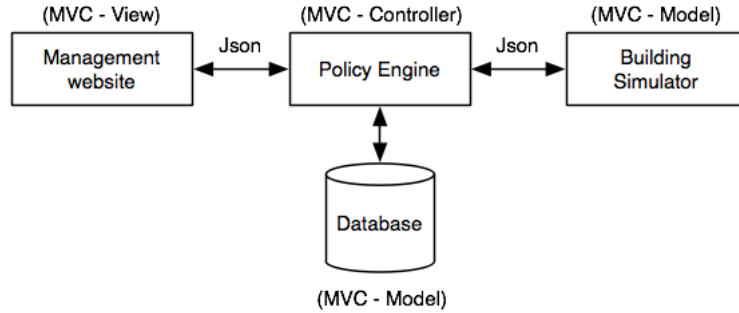 (MVC - View)
(MVC - Controller)
(MVC - Model)
Management
website
Json
Policy Engine
Json
Building
Simulator
Database
(MVC - Model)